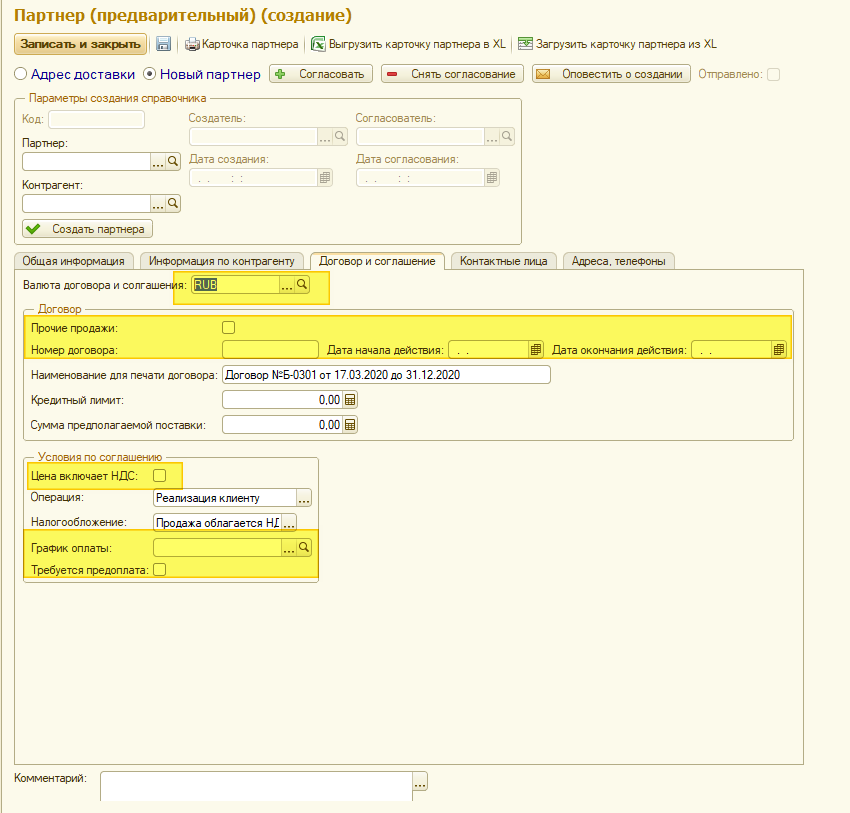 Партнер (предварительный) (создание)
Записать и закрыть Карточка партнера Выгрузить карточку партнера в XL Загрузить карточку партнера из XL
Адрес доставки Новый партнер Согласовать Снять согласование Оповестить о создании Отправлено:
Параметры создания справочника
Код: Создатель: Согласователь:
Партнер:
... ... ...
Дата создания: Дата согласования:
. . : : . . : :
Контрагент:
...
Создать партнера
Общая информация Информация по контрагенту Договор и соглашение Контактные лица Адреса, телефоны
Валюта договора и солгашения: RUB ...
Договор
Прочие продажи:
Номер договора: Дата начала действия: . . Дата окончания действия: . .
Наименование для печати договора: Договор №Б-0301 от 17.03.2020 до 31.12.2020
Кредитный лимит: 0,00
Сумма предполагаемой поставки: 0,00
Условия по соглашению
Цена включает НДС:
Операция: Реализация клиенту ...
Налогообложение: Продажа облагается НД ...
График оплаты: ...
Требуется предоплата:
Комментарий: ...